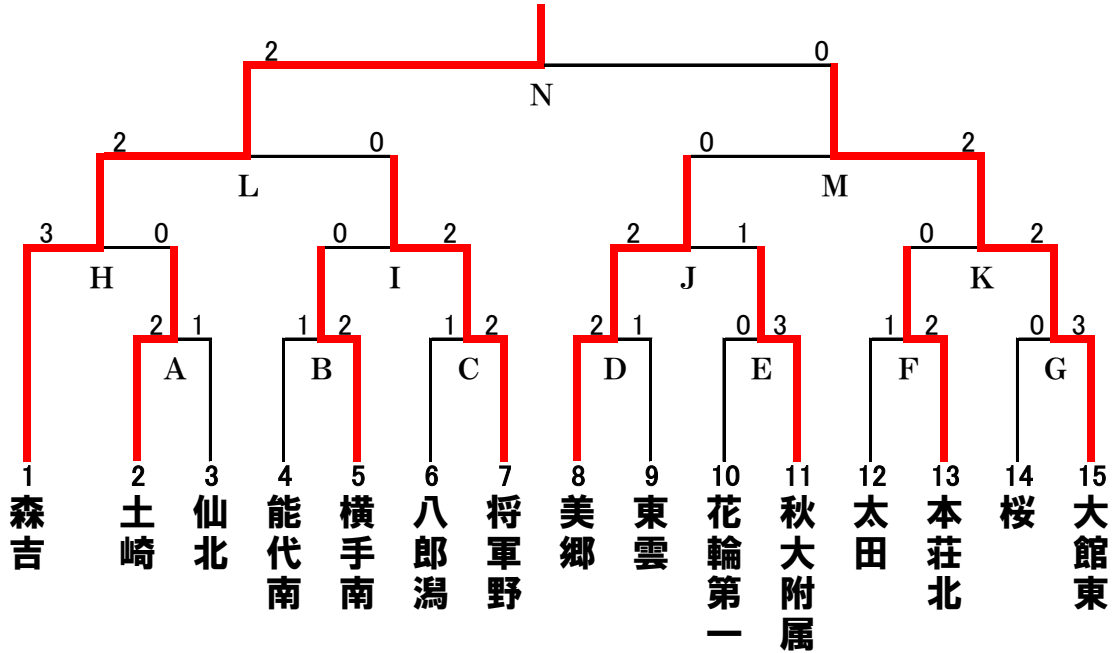 2 0
N
2 0 0 2
L M
3 0 0 2 2 1 0 2
H I J K
2 1 1 2 1 2 2 1 0 3 1 2 0 3
A B C D E F G
1 2 3 4 5 6 7 8 9 10 11 12 13 14 15
森吉
土崎
仙北
能代南
横手南
八郎潟
将軍野
美郷
東雲
花輪第一
秋大附属
太田
本荘北
桜
大館東